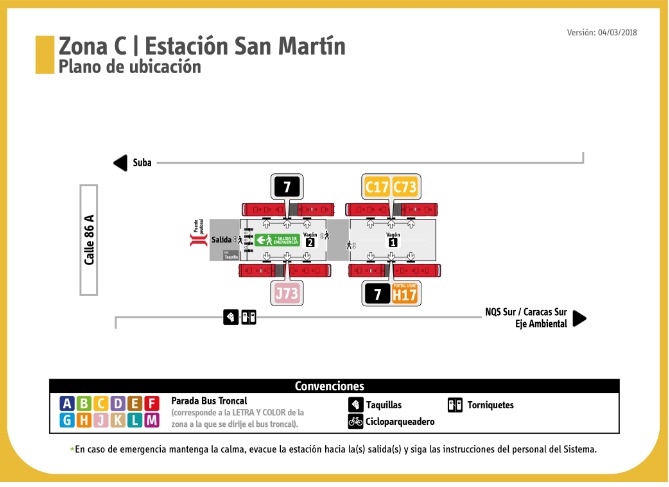 Zona C | Estación San Martín
Plano de ubicación
Versión: 04/03/2018
Suba
7
C17 C73
Calle 86 A
Puente peatonal
Salida
SALIDA DE EMERGENCIA
Vagón 2
Vagón 1
Taquilla
J73
7
H17
NQS Sur / Caracas Sur
Eje Ambiental
Convenciones
A B C D E F
G H J K L M
Parada Bus Troncal
(corresponde a la LETRA Y COLOR de la
zona a la que se dirije el bus troncal).
Taquillas
Torniquetes
Cicloparqueadero
*En caso de emergencia mantenga la calma, evacue la estación hacia la(s) salida(s) y siga las instrucciones del personal del Sistema.